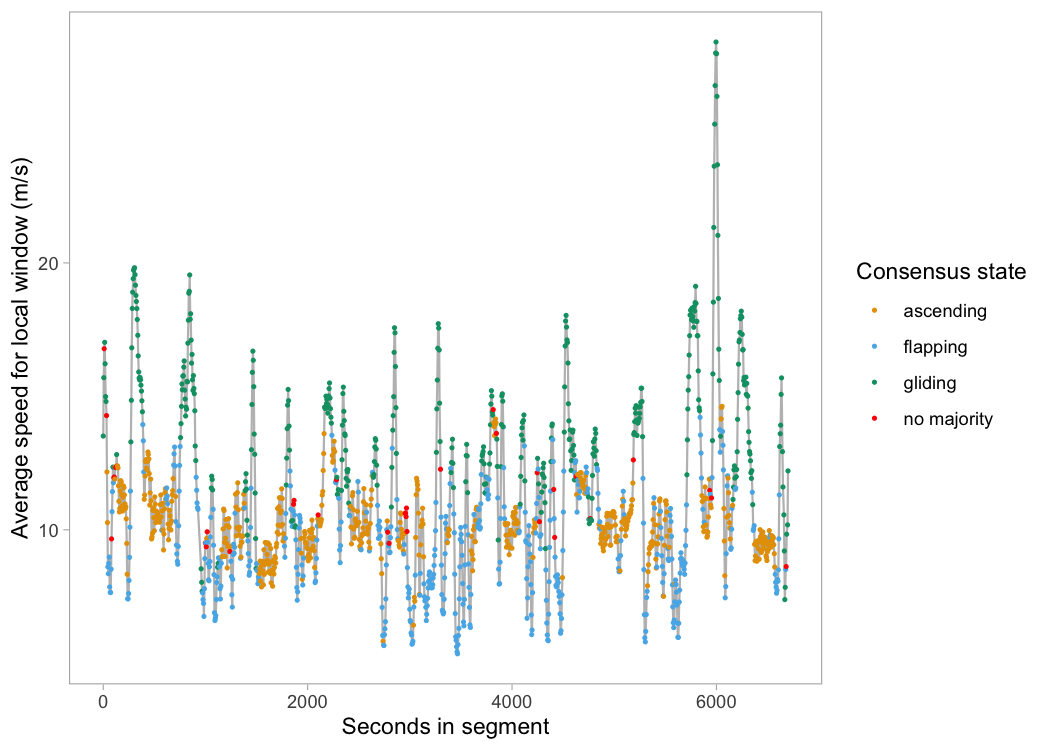 Average speed for local window (m/s)
20
10
0
2000
4000
6000
Seconds in segment
Consensus state
ascending
flapping
gliding
no majority